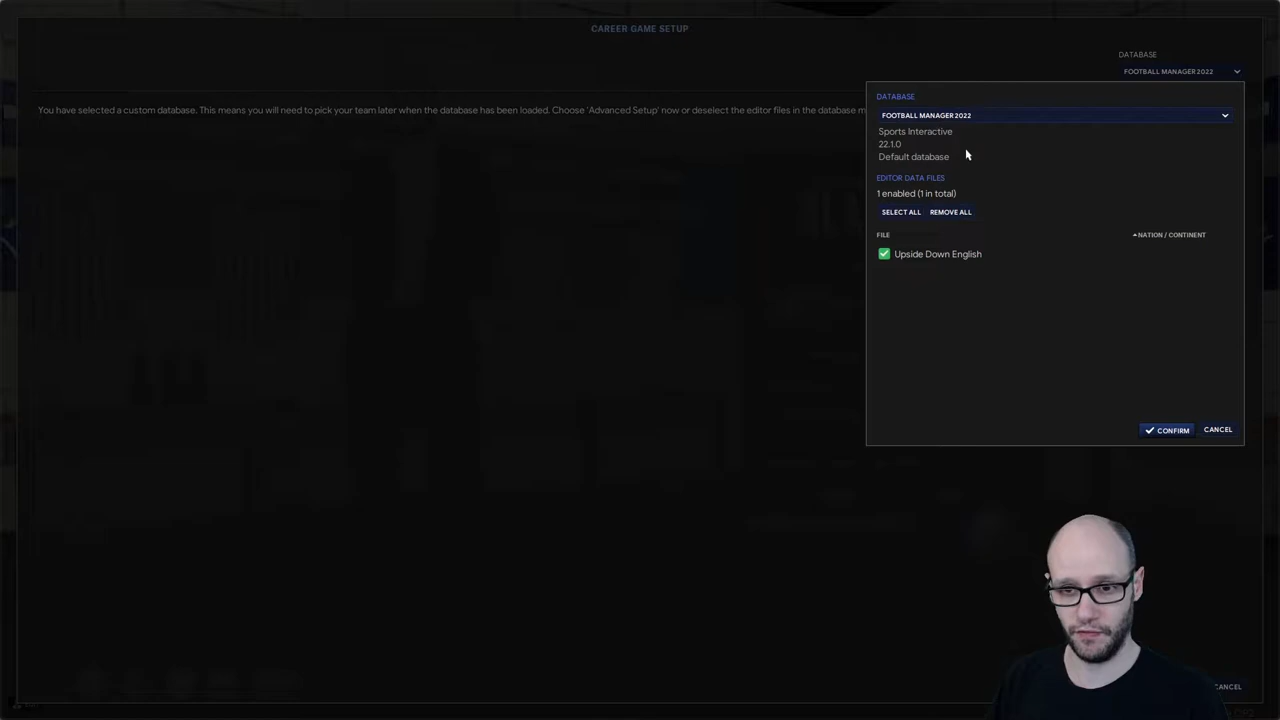 CAREER GAME SETUP
DATABASE
FOOTBALL MANAGER 2022
You have selected a custom database. This means you will need to pick your team later when the database has been loaded. Choose 'Advanced Setup' now or deselect the editor files in the database m
DATABASE
FOOTBALL MANAGER 2022
Sports Interactive
22.1.0
Default database
EDITOR DATA FILES
1 enabled (1 in total)
SELECT ALL REMOVE ALL
FILE NATION / CONTINENT
Upside Down English
CONFIRM CANCEL
CANCEL